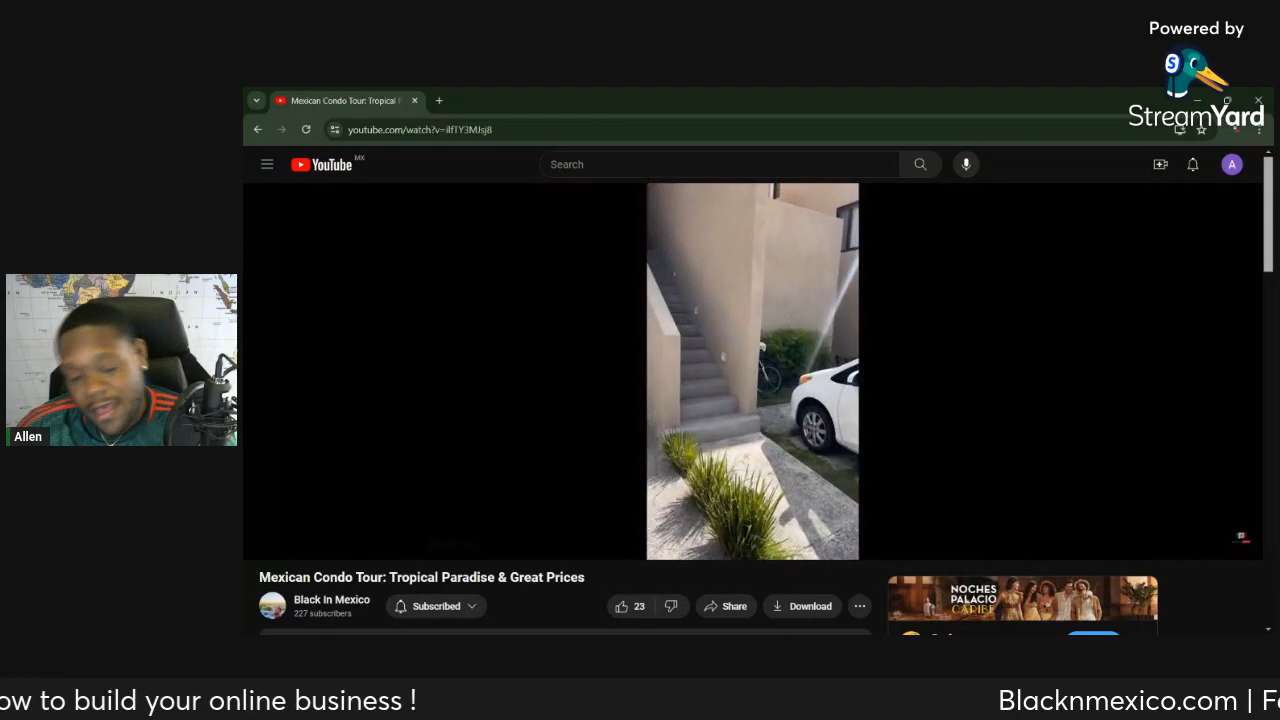 Powered by
StreamYard
Mexican Condo Tour: Tropical
youtube.com/watch?v=ilfTY3MJsj8
YouTube MX
Search
A
Allen
Mexican Condo Tour: Tropical Paradise & Great Prices
Black In Mexico
227 subscribers
Subscribed
23
Share
Download
NOCHES
PALACIO
CARIBE
ow to build your online business !
Blacknmexico.com | F